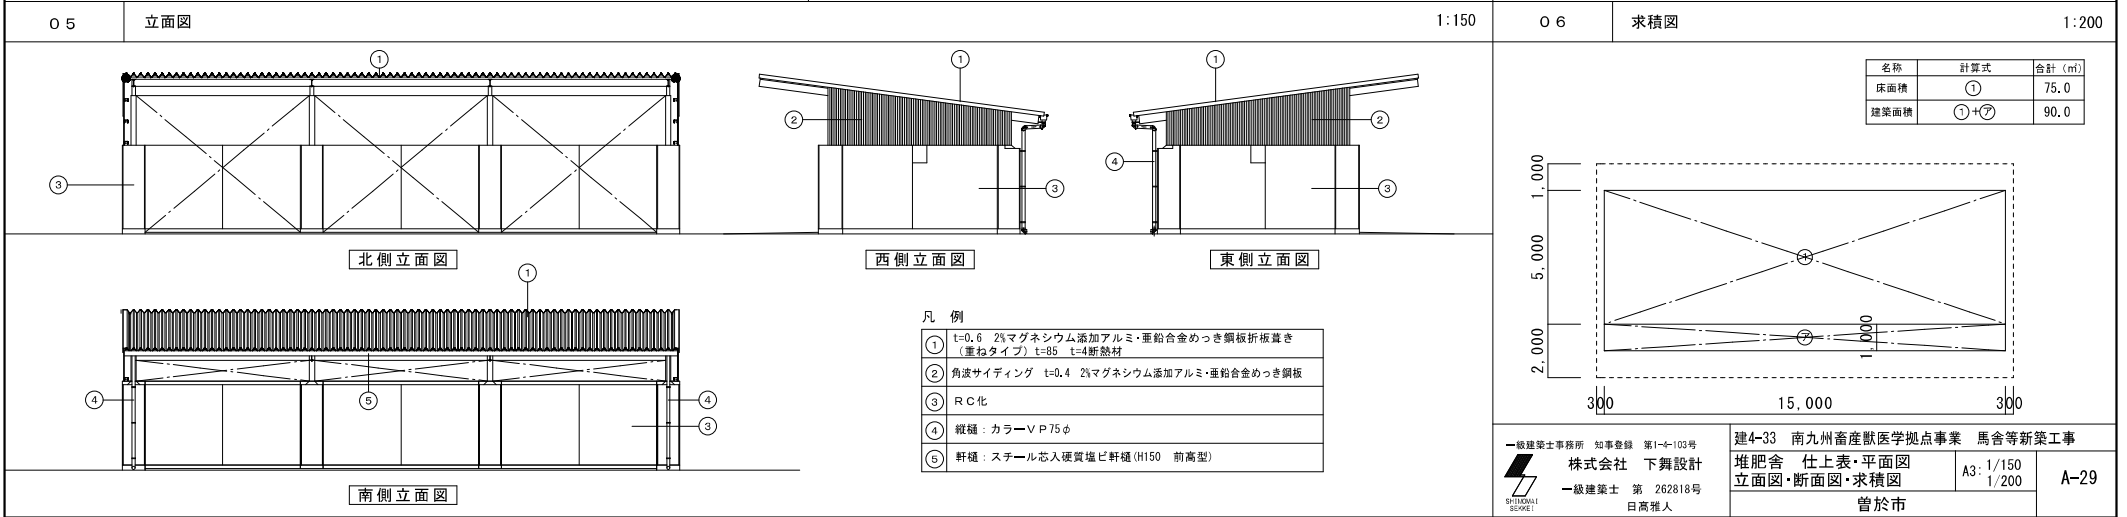 05 立面図 1:150
①
③
北側立面図
① ①
② ②
④
③ ③
西側立面図 東側立面図
①
④ ④
⑤
③
南側立面図
凡 例
① t=0.6 2%マグネシウム添加アルミ・亜鉛合金めっき鋼板折板葺き
(重ねタイプ) t=85 t=4断熱材
② 角波サイディング t=0.4 2%マグネシウム添加アルミ・亜鉛合金めっき鋼板
③ RC化
④ 縦樋:カラーVP75φ
⑤ 軒樋:スチール芯入硬質塩ビ軒樋(H150 前高型)
06 求積図 1:200
名称 計算式 合計 (㎡)
床面積 ① 75.0
建築面積 ①+㋐ 90.0
1,000
5,000
2,000
㋐
1,000
300 15,000 300
一級建築士事務所 知事登録 第1-4-103号
株式会社 下舞設計
一級建築士 第 262818号
日髙雅人
SHIMOMAI
SEKKEI
建4-33 南九州畜産獣医学拠点事業 馬舎等新築工事
堆肥舎 仕上表・平面図
立面図・断面図・求積図
A3: 1/150
1/200
A-29
曽於市